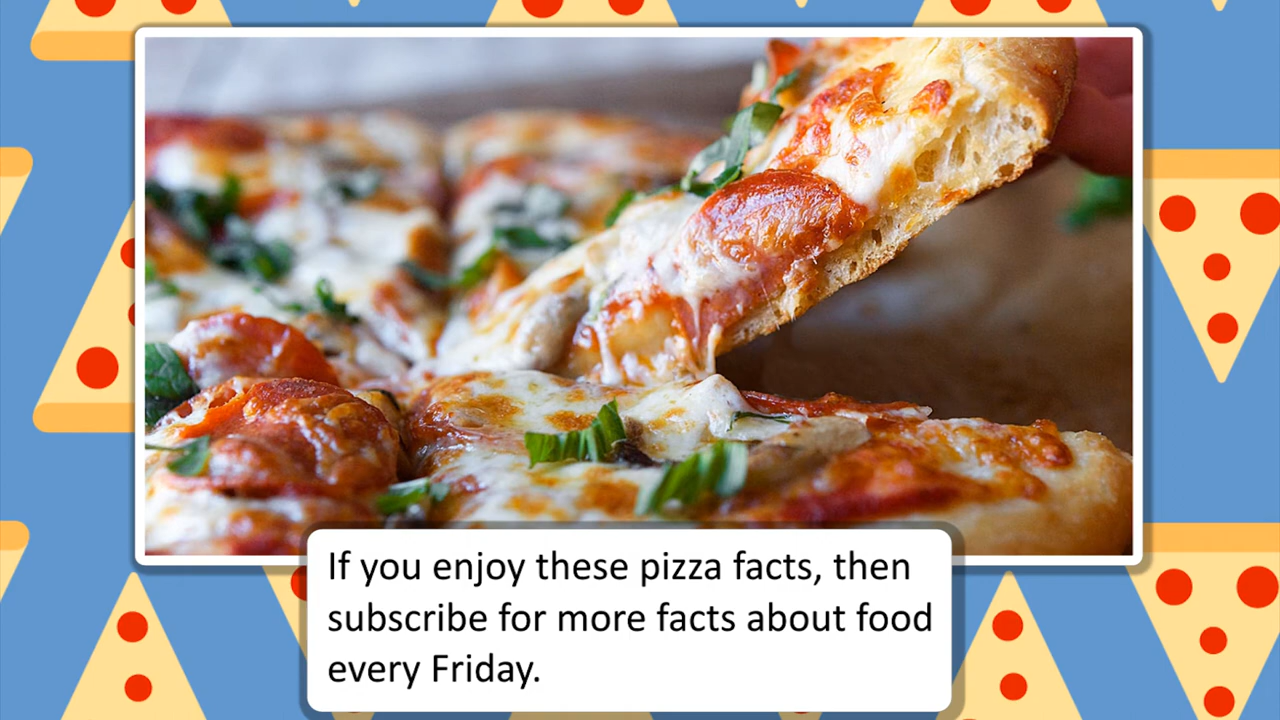 If you enjoy these pizza facts, then
subscribe for more facts about food
every Friday.